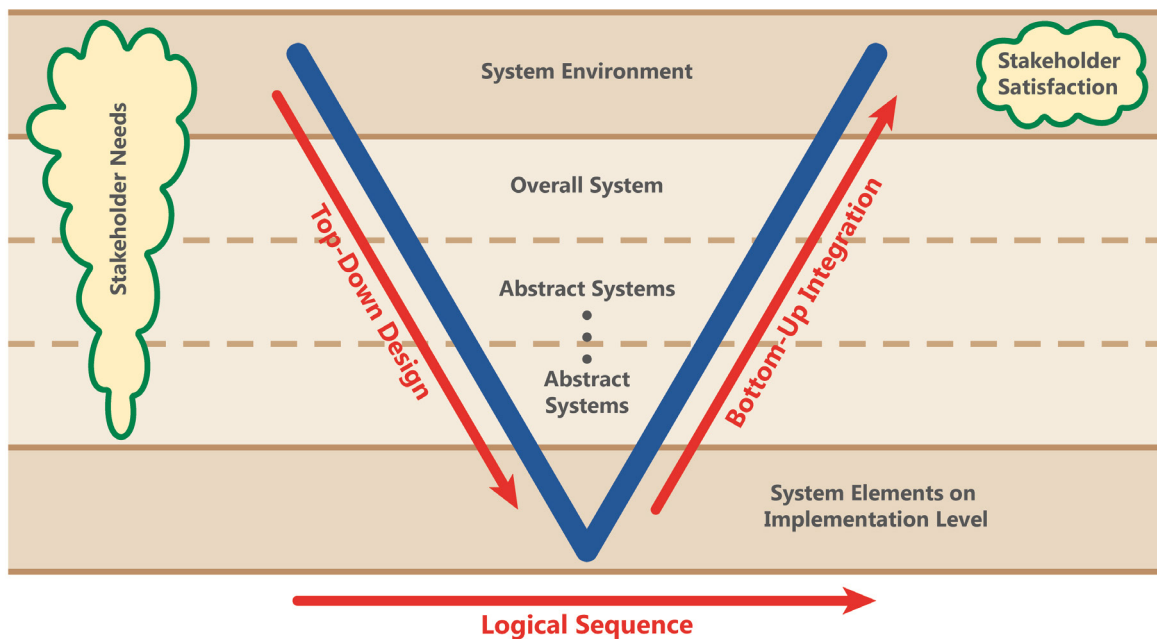 System Environment
Stakeholder
Satisfaction
Stakeholder Needs
Overall System
Top-Down Design
Abstract Systems
Bottom-Up Integration
Abstract
Systems
System Elements on
Implementation Level
Logical Sequence